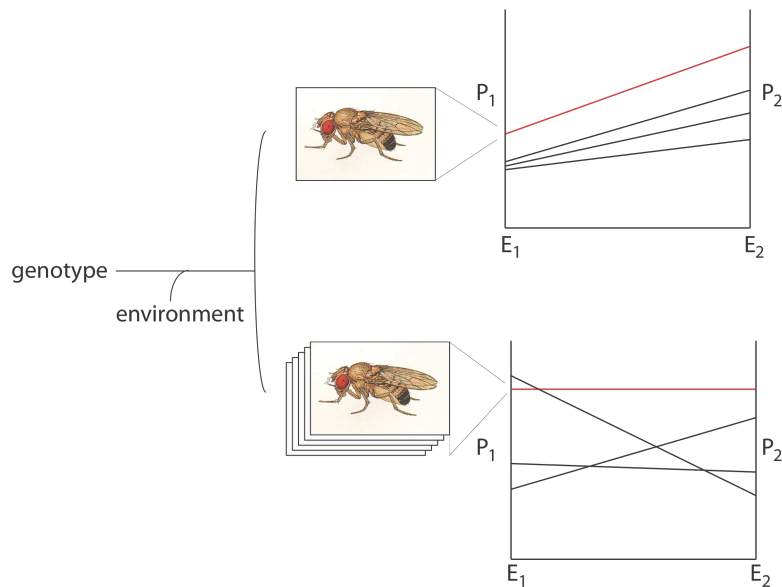 P₁
P₂
E₁
E₂
genotype
environment
P₁
P₂
E₁
E₂